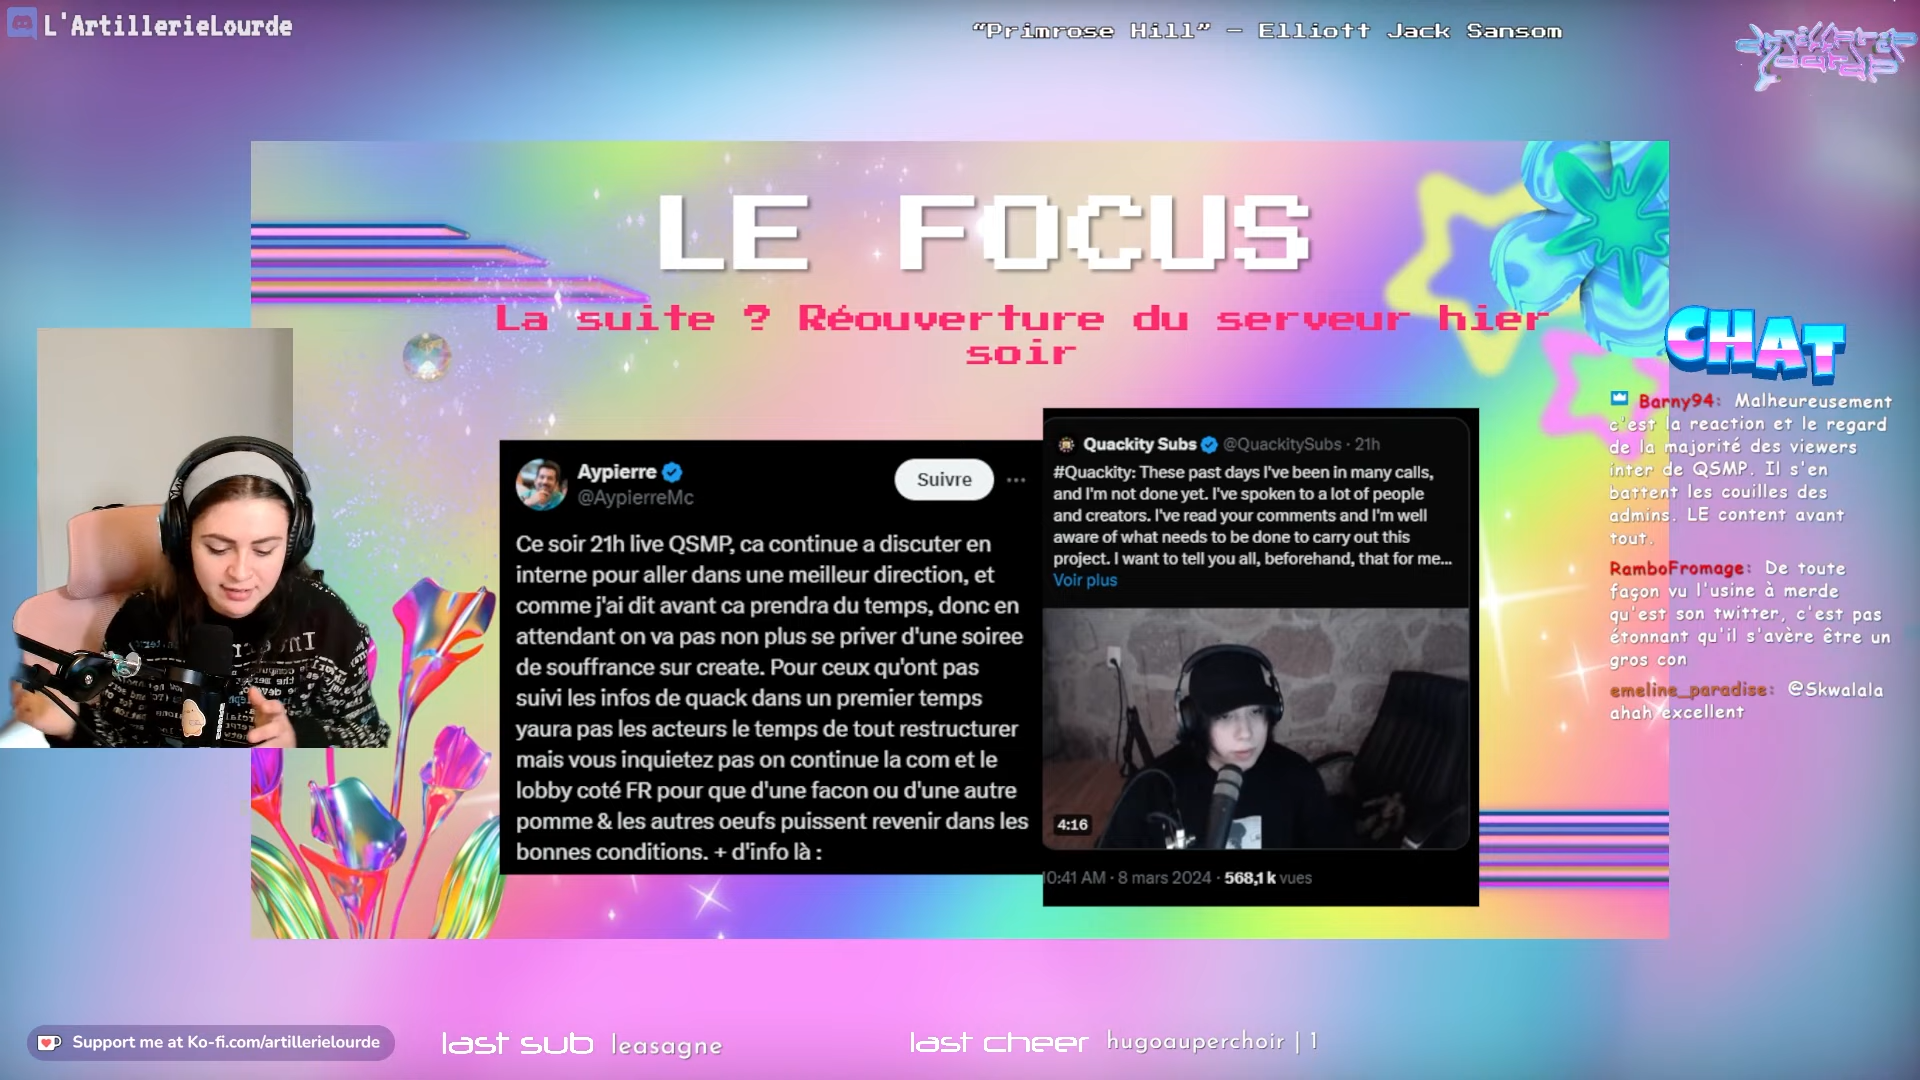 L'ArtillerieLourde
“Primrose Hill” - Elliott Jack Sansom
LE FOCUS
La suite ? Réouverture du serveur hier
soir
Aypierre
@AypierreMc
Suivre
Ce soir 21h live QSMP, ca continue a discuter en
interne pour aller dans une meilleur direction, et
comme j'ai dit avant ca prendra du temps, donc en
attendant on va pas non plus se priver d'une soiree
de souffrance sur create. Pour ceux qu'ont pas
suivi les infos de quack dans un premier temps
yaura pas les acteurs le temps de tout restructurer
mais vous inquietez pas on continue la com et le
lobby coté FR pour que d'une facon ou d'une autre
pomme & les autres oeufs puissent revenir dans les
bonnes conditions. + d'info là :
Quackity Subs @QuackitySubs · 21h
#Quackity: These past days I've been in many calls,
and I'm not done yet. I've spoken to a lot of people
and creators. I've read your comments and I'm well
aware of what needs to be done to carry out this
project. I want to tell you all, beforehand, that for me...
Voir plus
4:16
10:41 AM · 8 mars 2024 · 568,1 k vues
CHAT
Barny94: Malheureusement
c'est la reaction et le regard
de la majorité des viewers
inter de QSMP. Il s'en
battent les couilles des
admins. LE content avant
tout.
RamboFromage: De toute
façon vu l'usine à merde
qu'est son twitter, c'est pas
étonnant qu'il s'avère être un
gros con
emeline_paradise: @Skwalala
ahah excellent
Support me at Ko-fi.com/artillerielourde
last sub leasagne
last cheer hugoauperchoir | 1